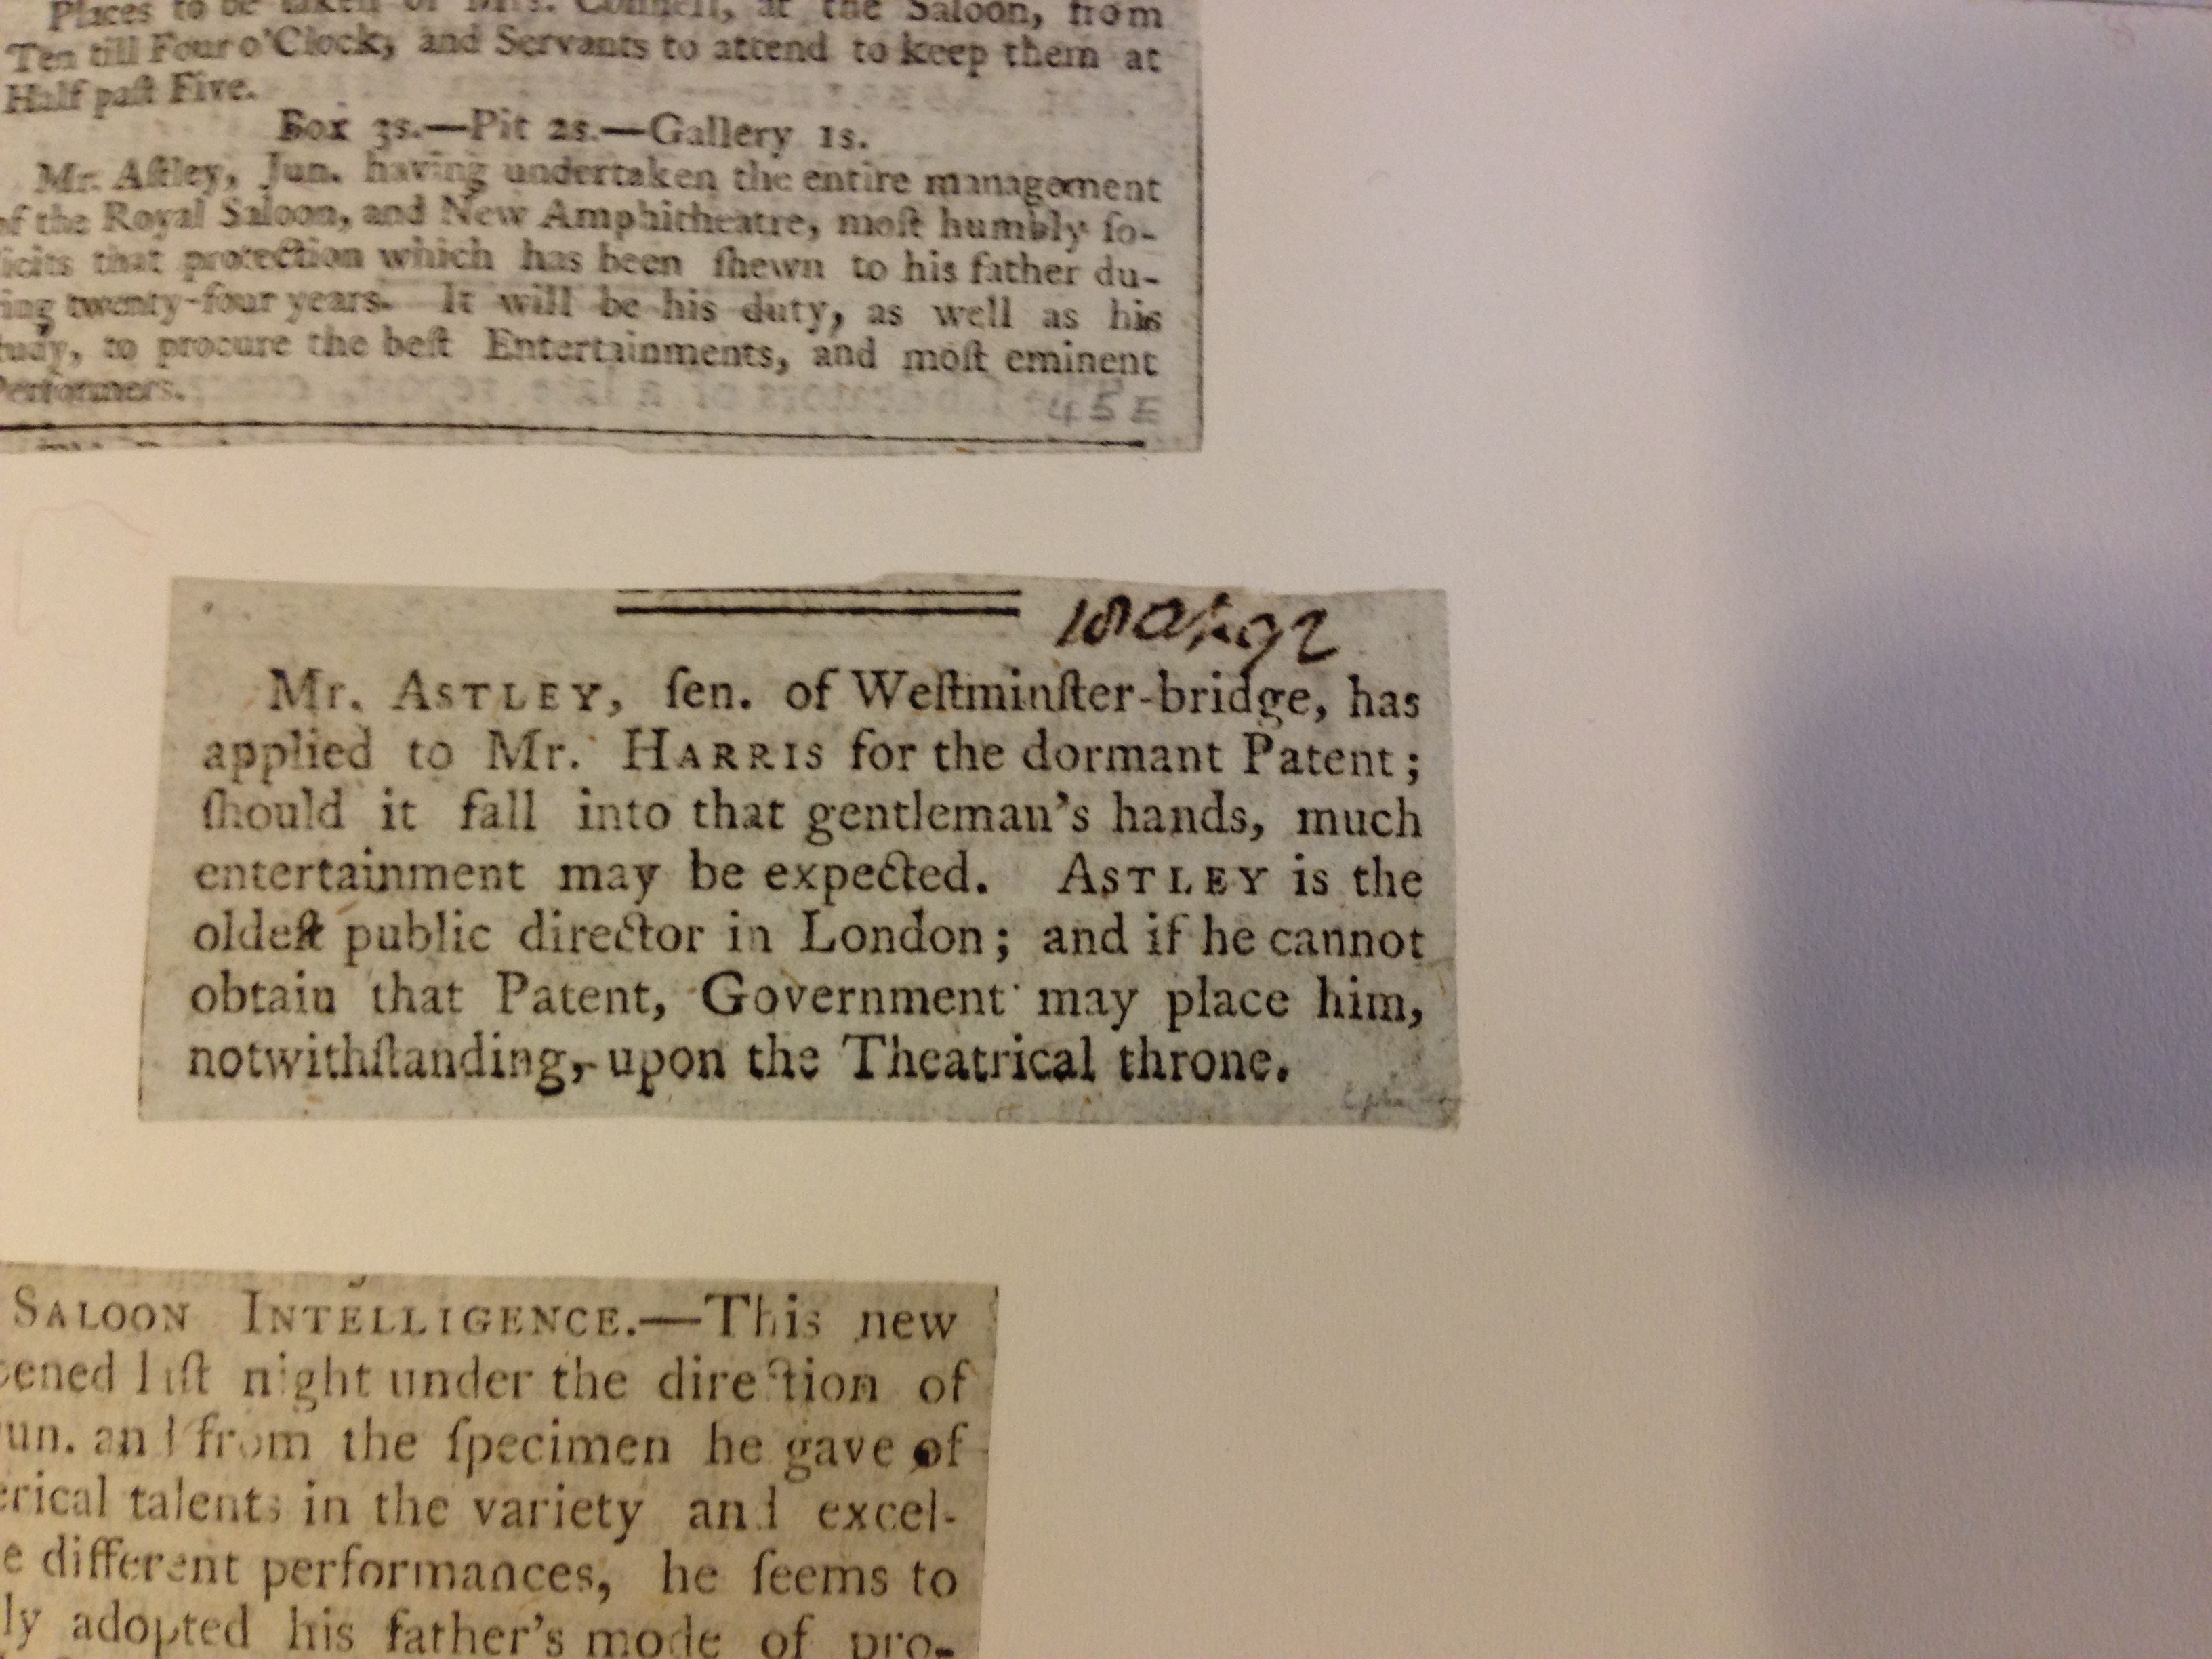 Places to be taken of Mrs. Connell, at the Saloon, from
Ten till Four o'Clock, and Servants to attend to keep them at
Half paſt Five.
Box 3s.—Pit 2s.—Gallery 1s.
Mr. Aſtley, Jun. having undertaken the entire management
of the Royal Saloon, and New Amphitheatre, moſt humbly ſo-
licits that protection which has been ſhewn to his father du-
ring twenty-four years. It will be his duty, as well as his
ſtudy, to procure the beſt Entertainments, and moſt eminent
Performers.
45E
Mr. ASTLEY, ſen. of Weſtminſter-bridge, has
applied to Mr. HARRIS for the dormant Patent;
ſhould it fall into that gentleman's hands, much
entertainment may be expected. ASTLEY is the
oldeſt public director in London; and if he cannot
obtain that Patent, Government may place him,
notwithſtanding, upon the Theatrical throne.
SALOON INTELLIGENCE.—This new
pened laſt night under the direction of
Jun. and from the ſpecimen he gave of
erical talents in the variety and excel-
e different performances, he ſeems to
ly adopted his father's mode of pro-